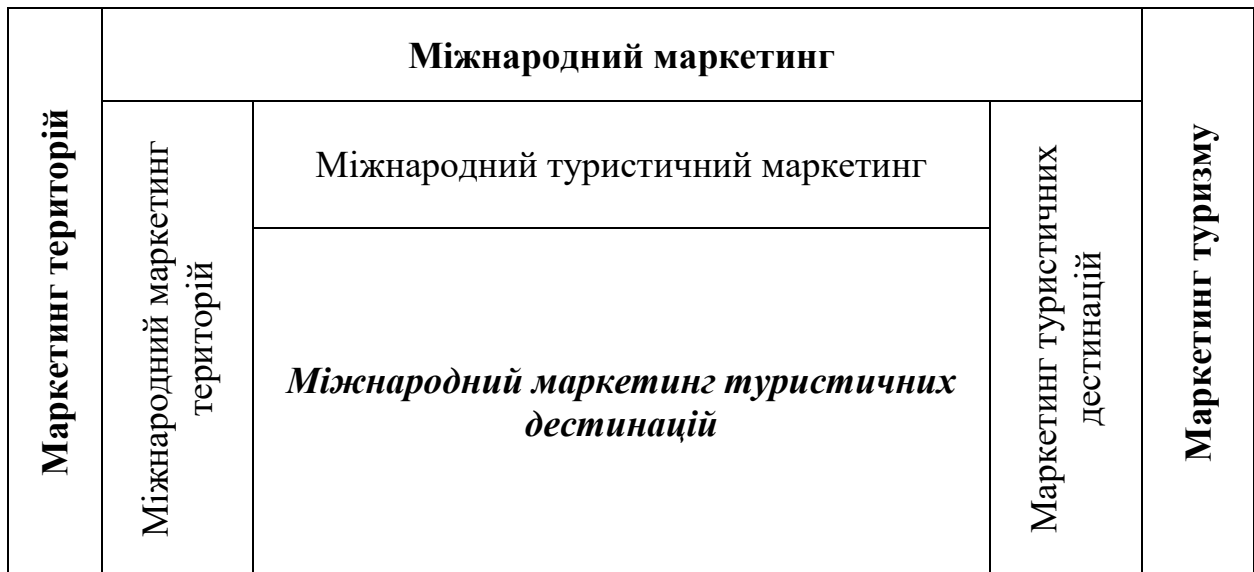 Маркетинг територій
Міжнародний маркетинг
Міжнародний маркетинг
територій
Міжнародний туристичний маркетинг
Міжнародний маркетинг туристичних
дестинацій
Маркетинг туристичних
дестинацій
Маркетинг туризму